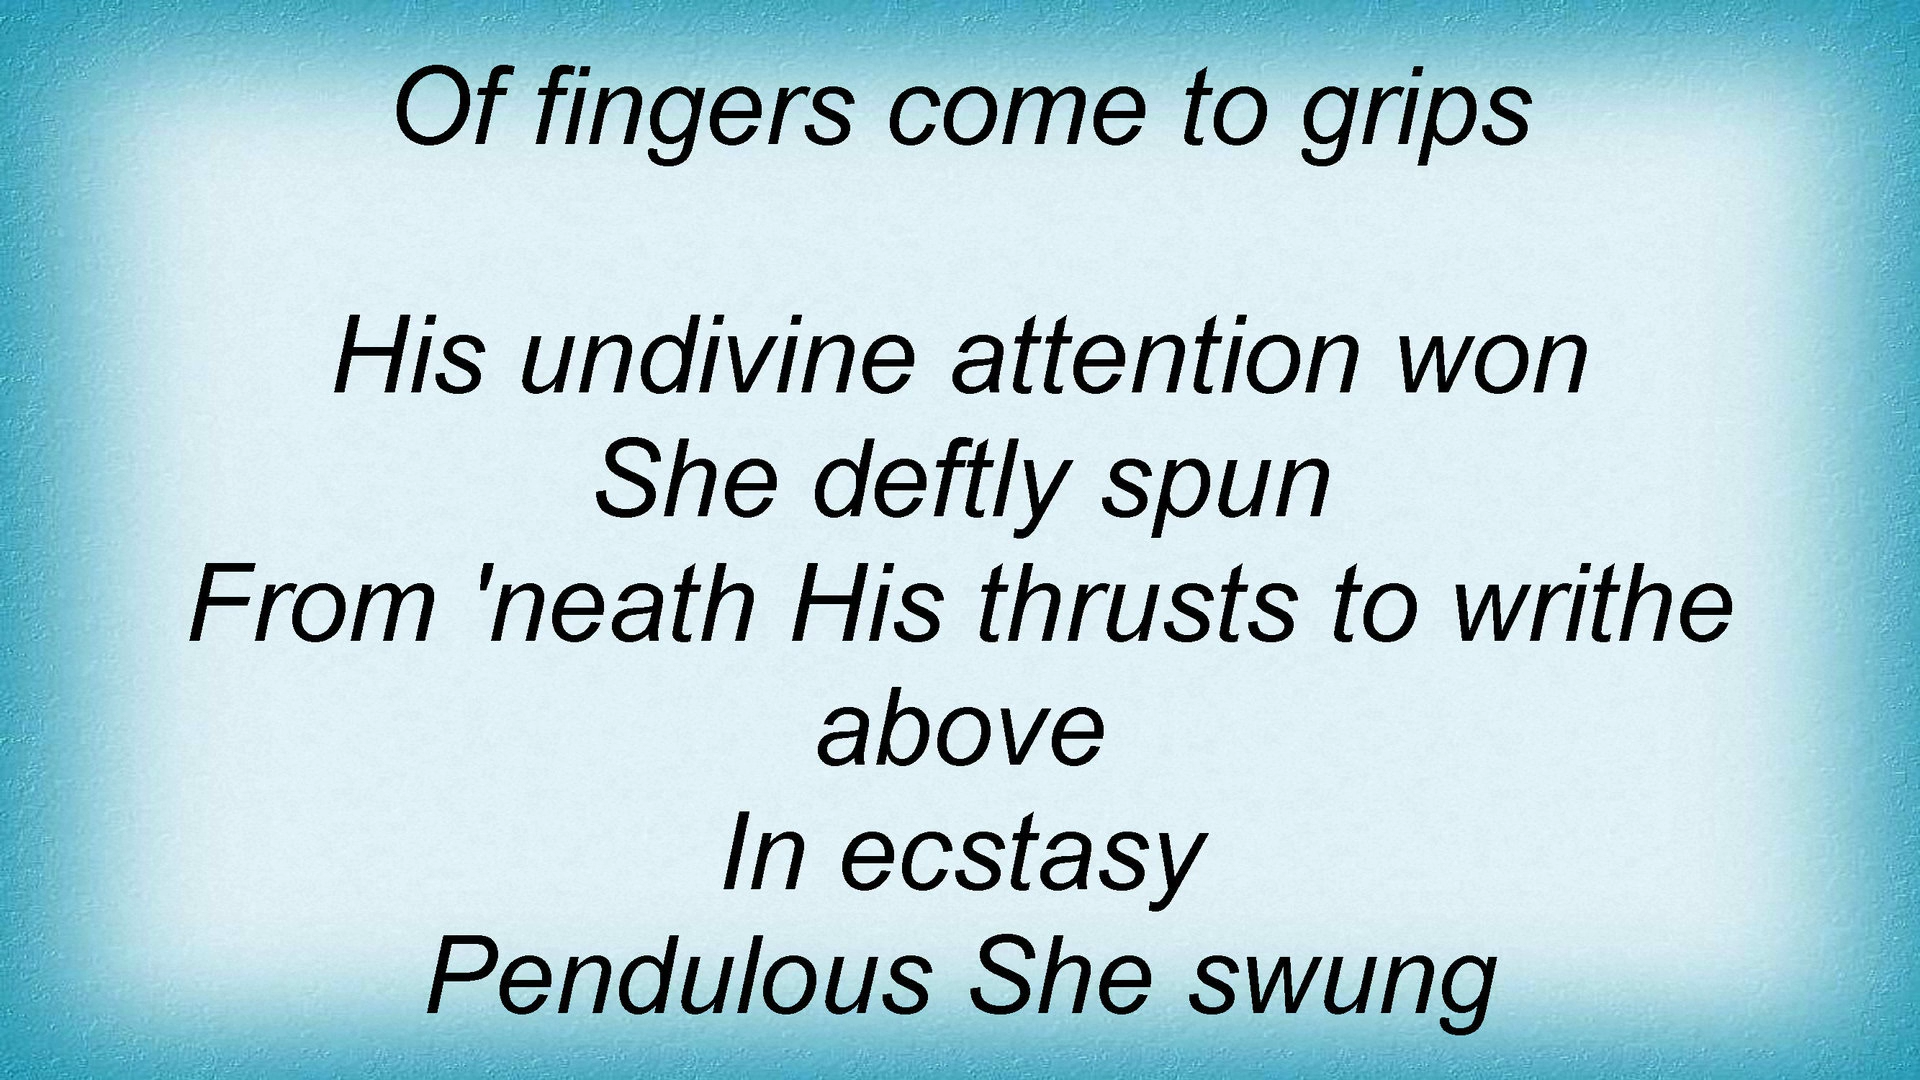 Of fingers come to grips
His undivine attention won
She deftly spun
From 'neath His thrusts to writhe
above
In ecstasy
Pendulous She swung